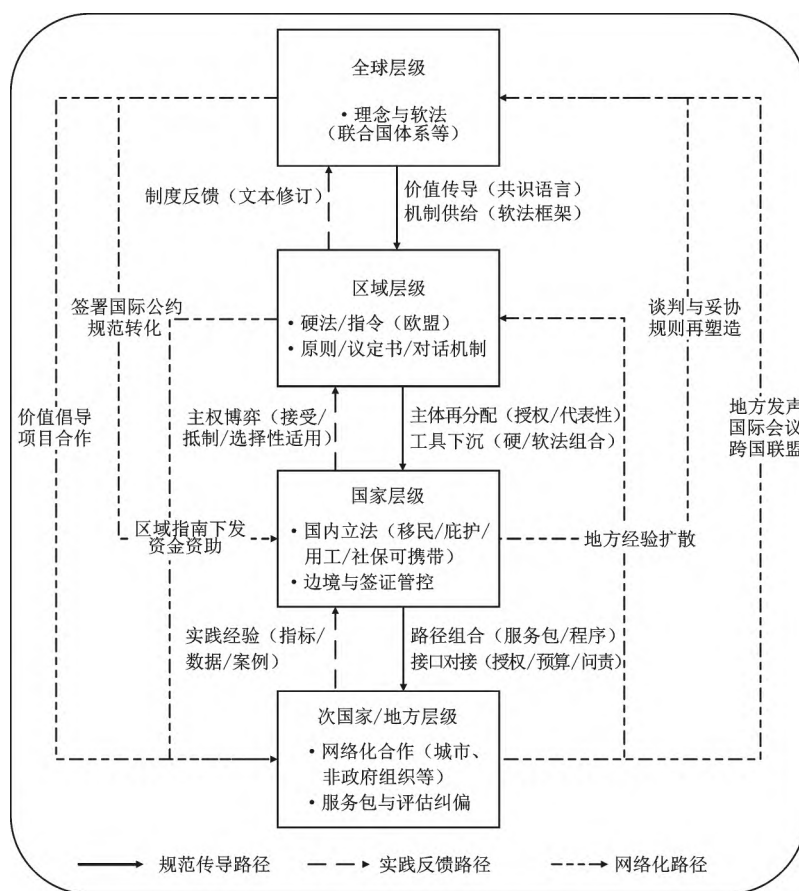 全球层级
• 理念与软法
（联合国体系等）
制度反馈（文本修订）
价值传导（共识语言）
机制供给（软法框架）
区域层级
• 硬法/指令（欧盟）
• 原则/议定书/对话机制
签署国际公约
规范转化
谈判与妥协
规则再塑造
价值倡导
项目合作
主权博弈（接受/
抵制/选择性适用）
主体再分配（授权/代表性）
工具下沉（硬/软法组合）
地方发声
国际会议
跨国联盟
国家层级
• 国内立法（移民/庇护/
用工/社保可携带）
• 边境与签证管控
区域指南下发
资金资助
地方经验扩散
实践经验（指标/
数据/案例）
路径组合（服务包/程序）
接口对接（授权/预算/问责）
次国家/地方层级
• 网络化合作（城市、
非政府组织等）
• 服务包与评估纠偏
规范传导路径
实践反馈路径
网络化路径